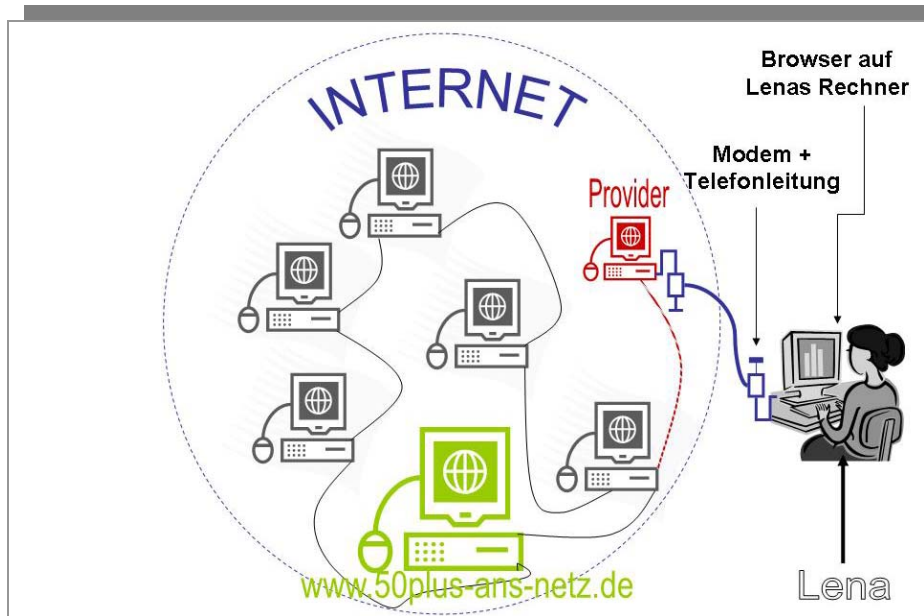 INTERNET
Browser auf
Lenas Rechner
Modem +
Telefonleitung
Provider
www.50plus-ans-netz.de
Lena